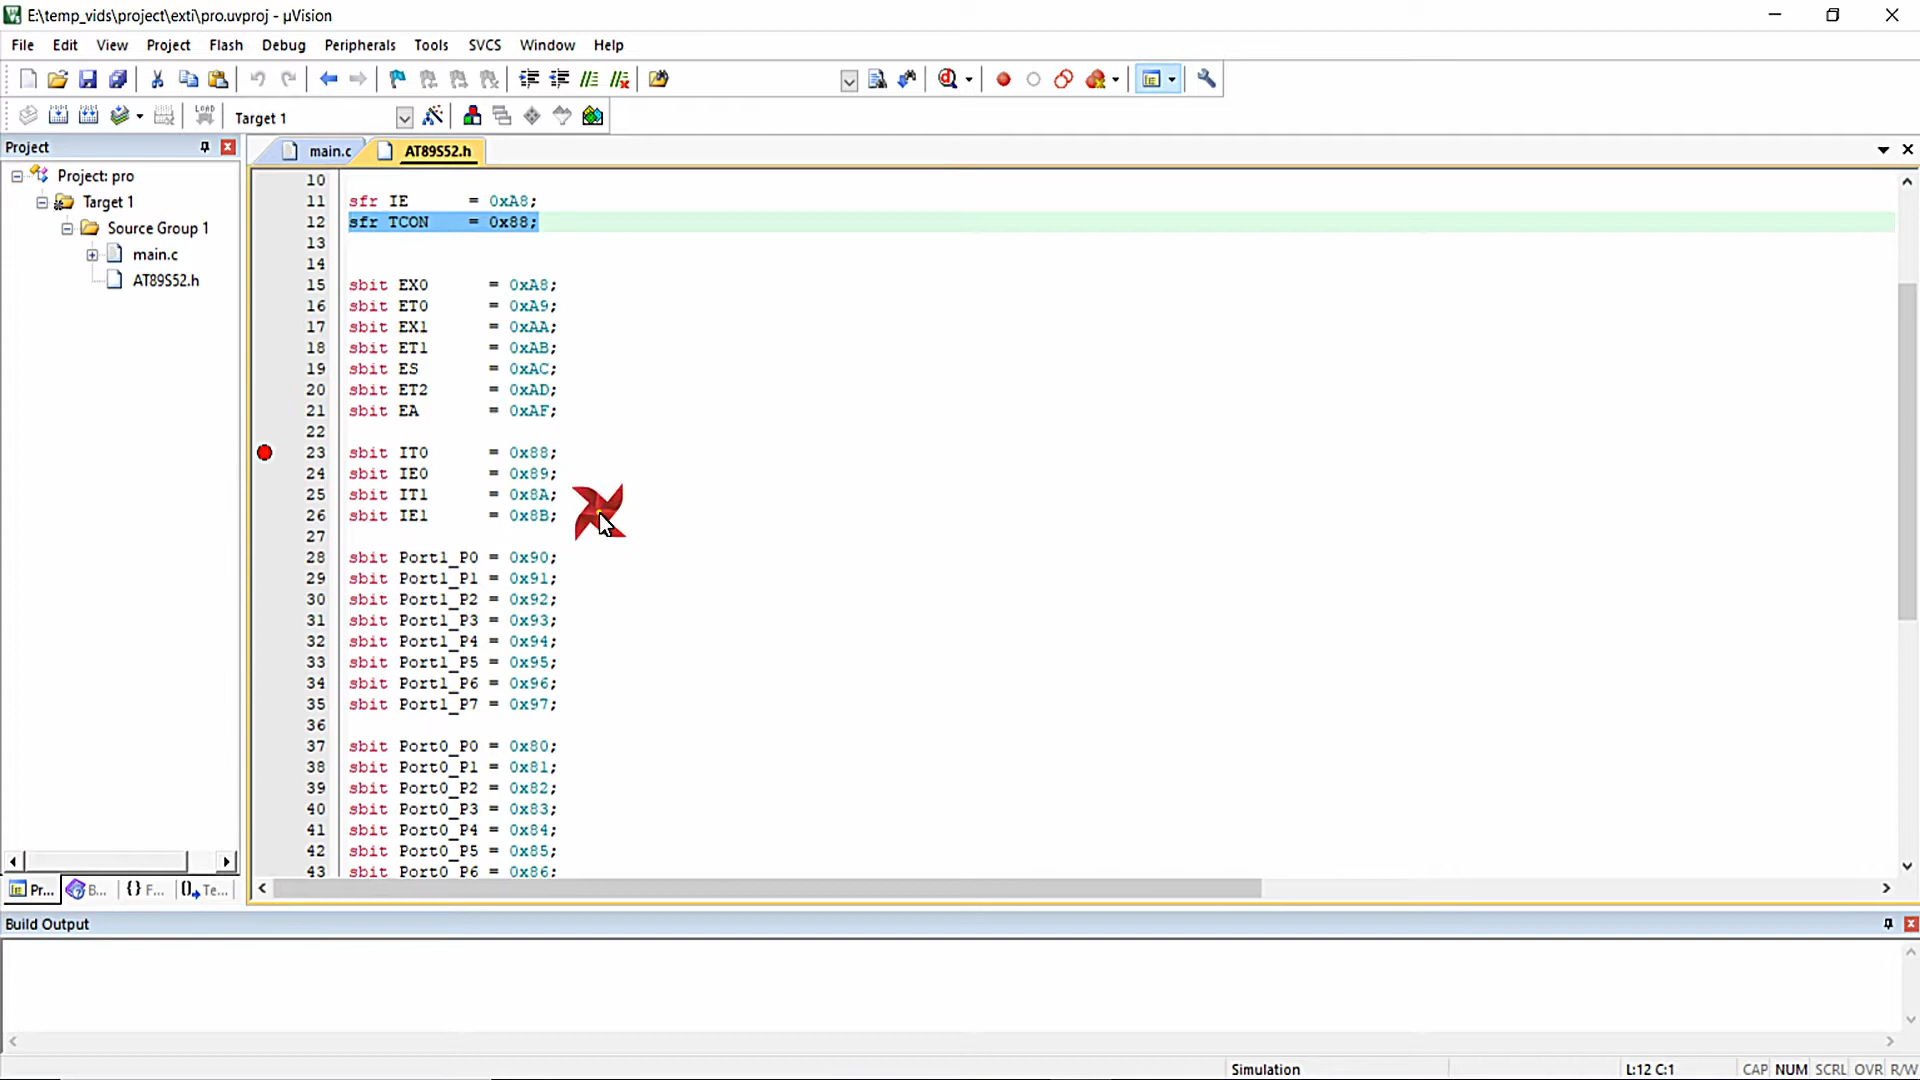 E:\temp_vids\project\exti\pro.uvproj - µVision
File Edit View Project Flash Debug Peripherals Tools SVCS Window Help
LOAD Target 1
Project
main.c AT89S52.h
Project: pro
Target 1
Source Group 1
main.c
AT89S52.h
10
11 sfr IE = 0xA8;
12 sfr TCON = 0x88;
13
14
15 sbit EX0 = 0xA8;
16 sbit ET0 = 0xA9;
17 sbit EX1 = 0xAA;
18 sbit ET1 = 0xAB;
19 sbit ES = 0xAC;
20 sbit ET2 = 0xAD;
21 sbit EA = 0xAF;
22
23 sbit IT0 = 0x88;
24 sbit IE0 = 0x89;
25 sbit IT1 = 0x8A;
26 sbit IE1 = 0x8B;
27
28 sbit Port1_P0 = 0x90;
29 sbit Port1_P1 = 0x91;
30 sbit Port1_P2 = 0x92;
31 sbit Port1_P3 = 0x93;
32 sbit Port1_P4 = 0x94;
33 sbit Port1_P5 = 0x95;
34 sbit Port1_P6 = 0x96;
35 sbit Port1_P7 = 0x97;
36
37 sbit Port0_P0 = 0x80;
38 sbit Port0_P1 = 0x81;
39 sbit Port0_P2 = 0x82;
40 sbit Port0_P3 = 0x83;
41 sbit Port0_P4 = 0x84;
42 sbit Port0_P5 = 0x85;
43 sbit Port0_P6 = 0x86;
Pr... B... {} F... Te...
Build Output
Simulation L:12 C:1 CAP NUM SCRL OVR R/W